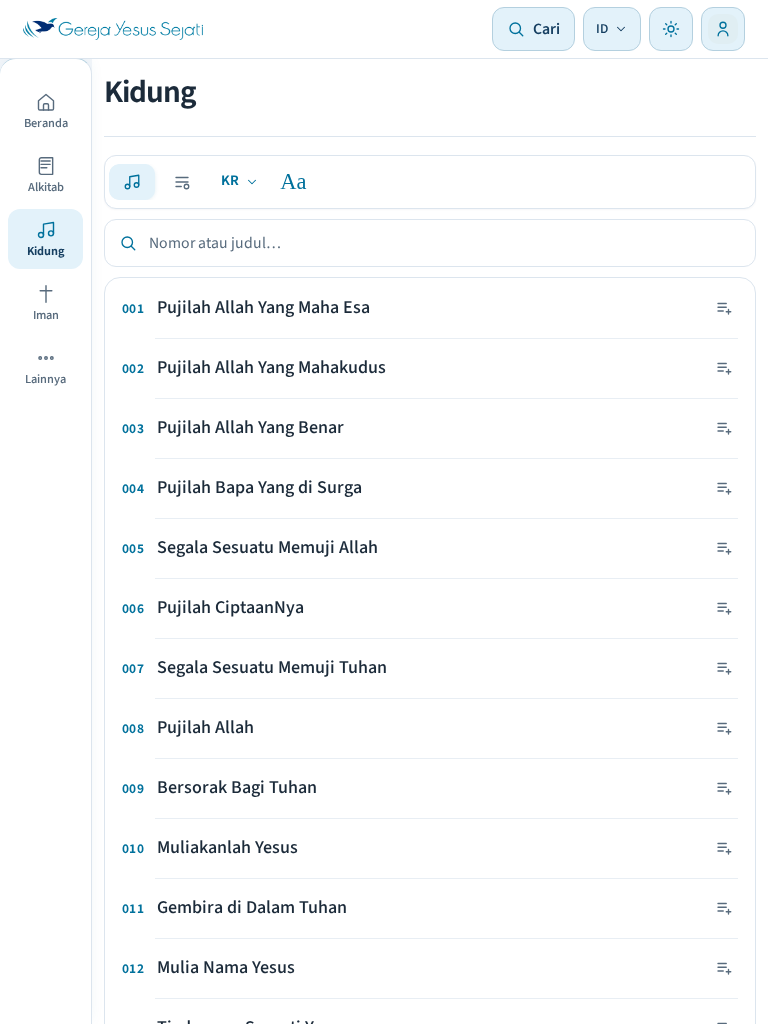 Gereja Yesus Sejati
Cari
ID
Beranda
Alkitab
Kidung
Iman
Lainnya
Kidung
KR
Aa
Nomor atau judul…
001 Pujilah Allah Yang Maha Esa
002 Pujilah Allah Yang Mahakudus
003 Pujilah Allah Yang Benar
004 Pujilah Bapa Yang di Surga
005 Segala Sesuatu Memuji Allah
006 Pujilah CiptaanNya
007 Segala Sesuatu Memuji Tuhan
008 Pujilah Allah
009 Bersorak Bagi Tuhan
010 Muliakanlah Yesus
011 Gembira di Dalam Tuhan
012 Mulia Nama Yesus